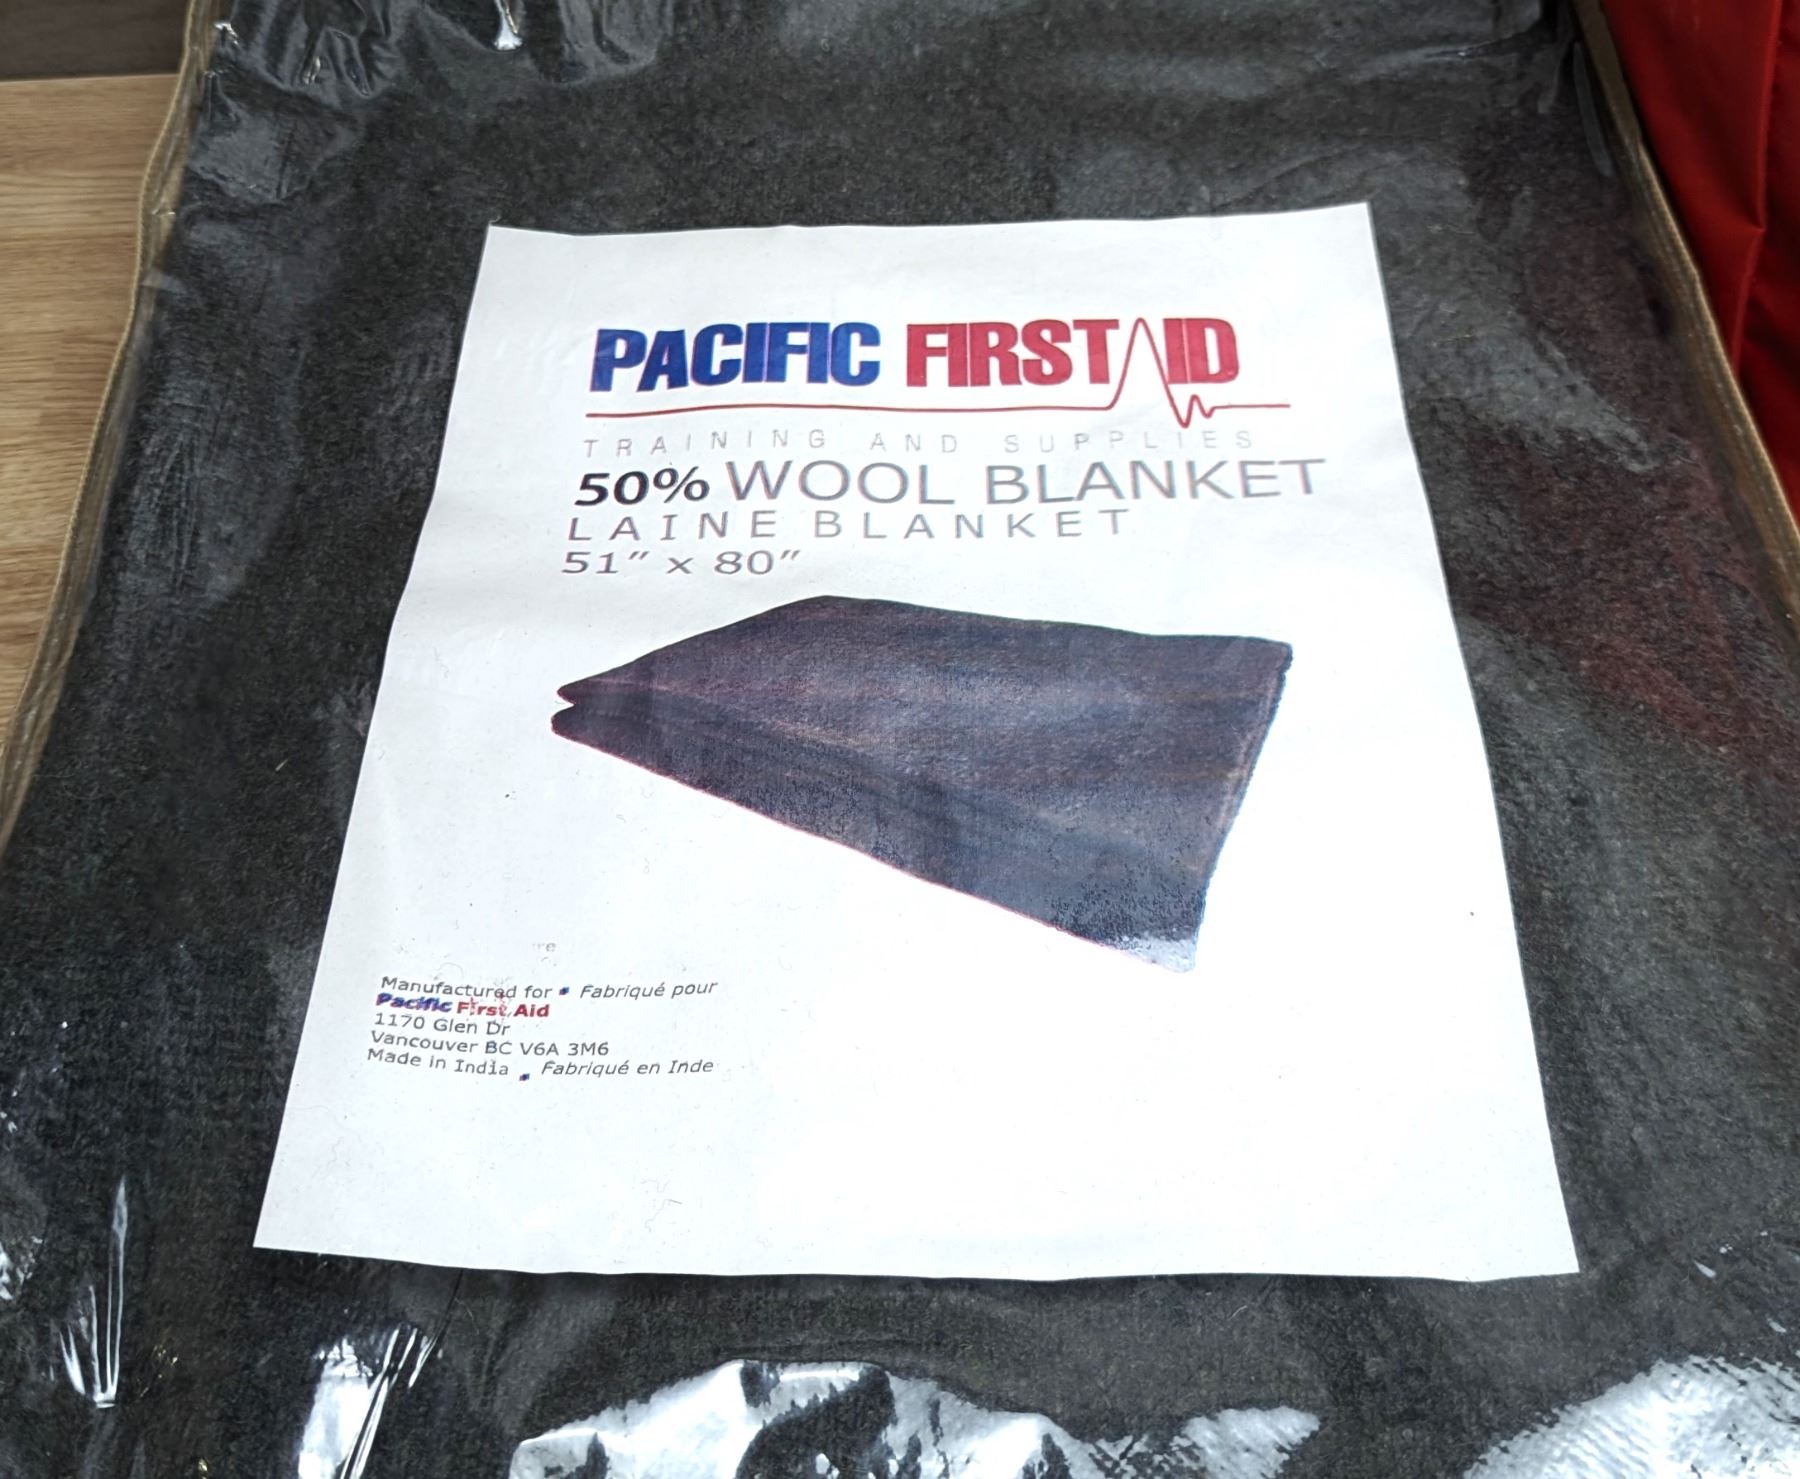 PACIFIC FIRST AID
TRAINING AND SUPPLIES
50% WOOL BLANKET
LAINE BLANKET
51" x 80"
Manufactured for ▪ Fabriqué pour
Pacific First Aid
1170 Glen Dr
Vancouver BC V6A 3M6
Made in India ▪ Fabriqué en Inde